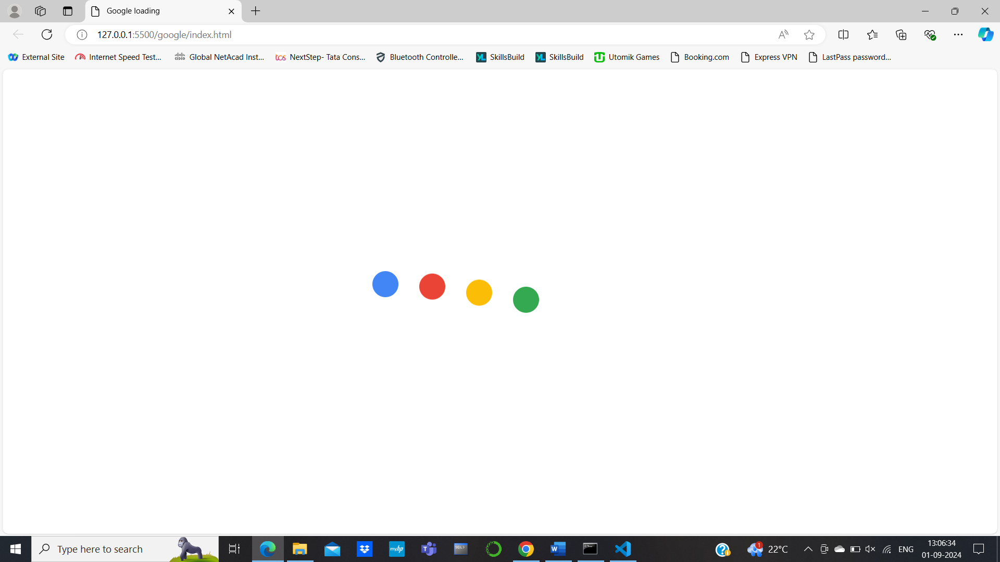 Google loading
127.0.0.1:5500/google/index.html
External Site
Internet Speed Test...
Global NetAcad Inst...
NextStep- Tata Cons...
Bluetooth Controlle...
SkillsBuild
SkillsBuild
Utomik Games
Booking.com
Express VPN
LastPass password...
Type here to search
22°C
ENG
13:06:34
01-09-2024